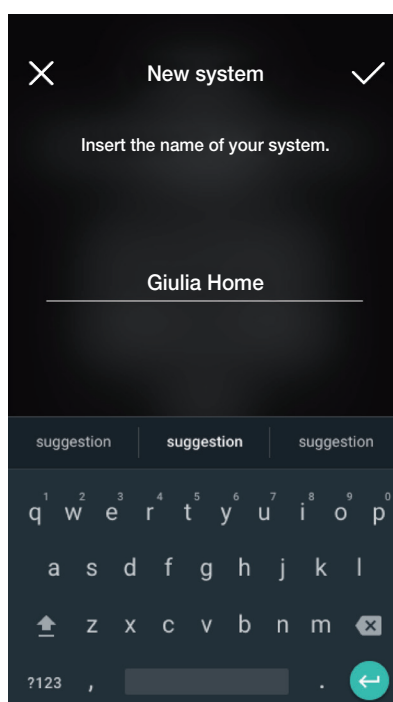 New system
Insert the name of your system.
Giulia Home
suggestion suggestion suggestion
1 2 3 4 5 6 7 8 9 0
q w e r t y u i o p
a s d f g h j k l
z x c v b n m
?123 , .